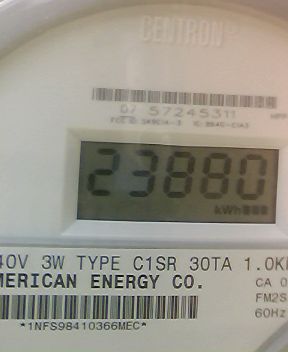 CENTRON®
07 57245311
23880
kWh
40V 3W TYPE C1SR 30TA 1.0K
MERICAN ENERGY CO.
CA 0
FM2S
60Hz
*1NFS98410366MEC*